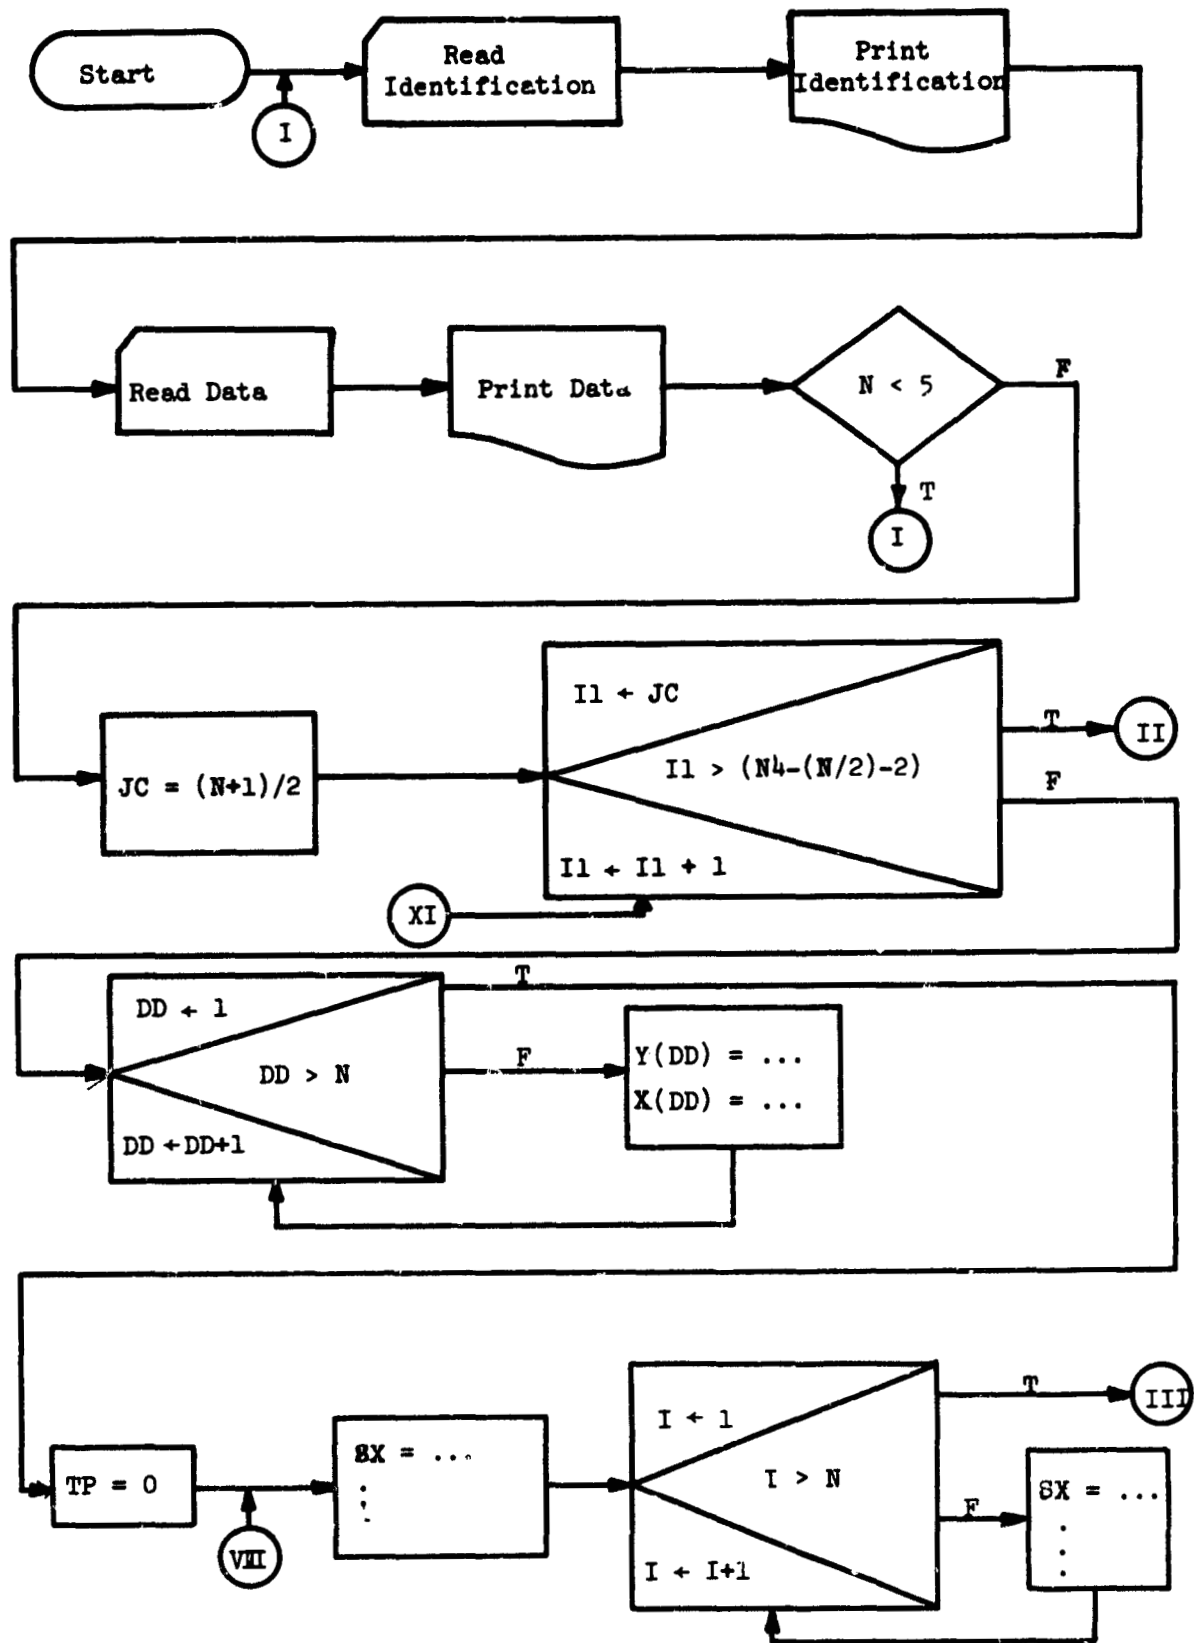 Start
I
Read
Identification
Print
Identification
Read Data
Print Data
N < 5
F
T
I
JC = (N+1)/2
I1 ← JC
I1 > (N4-(N/2)-2)
I1 ← I1 + 1
T
II
F
XI
DD ← 1
DD > N
DD ←DD+1
T
F
Y(DD) = ...
X(DD) = ...
TP = 0
VIII
SX = ...
I ← 1
I > N
I ← I+1
T
III
F
SX = ...